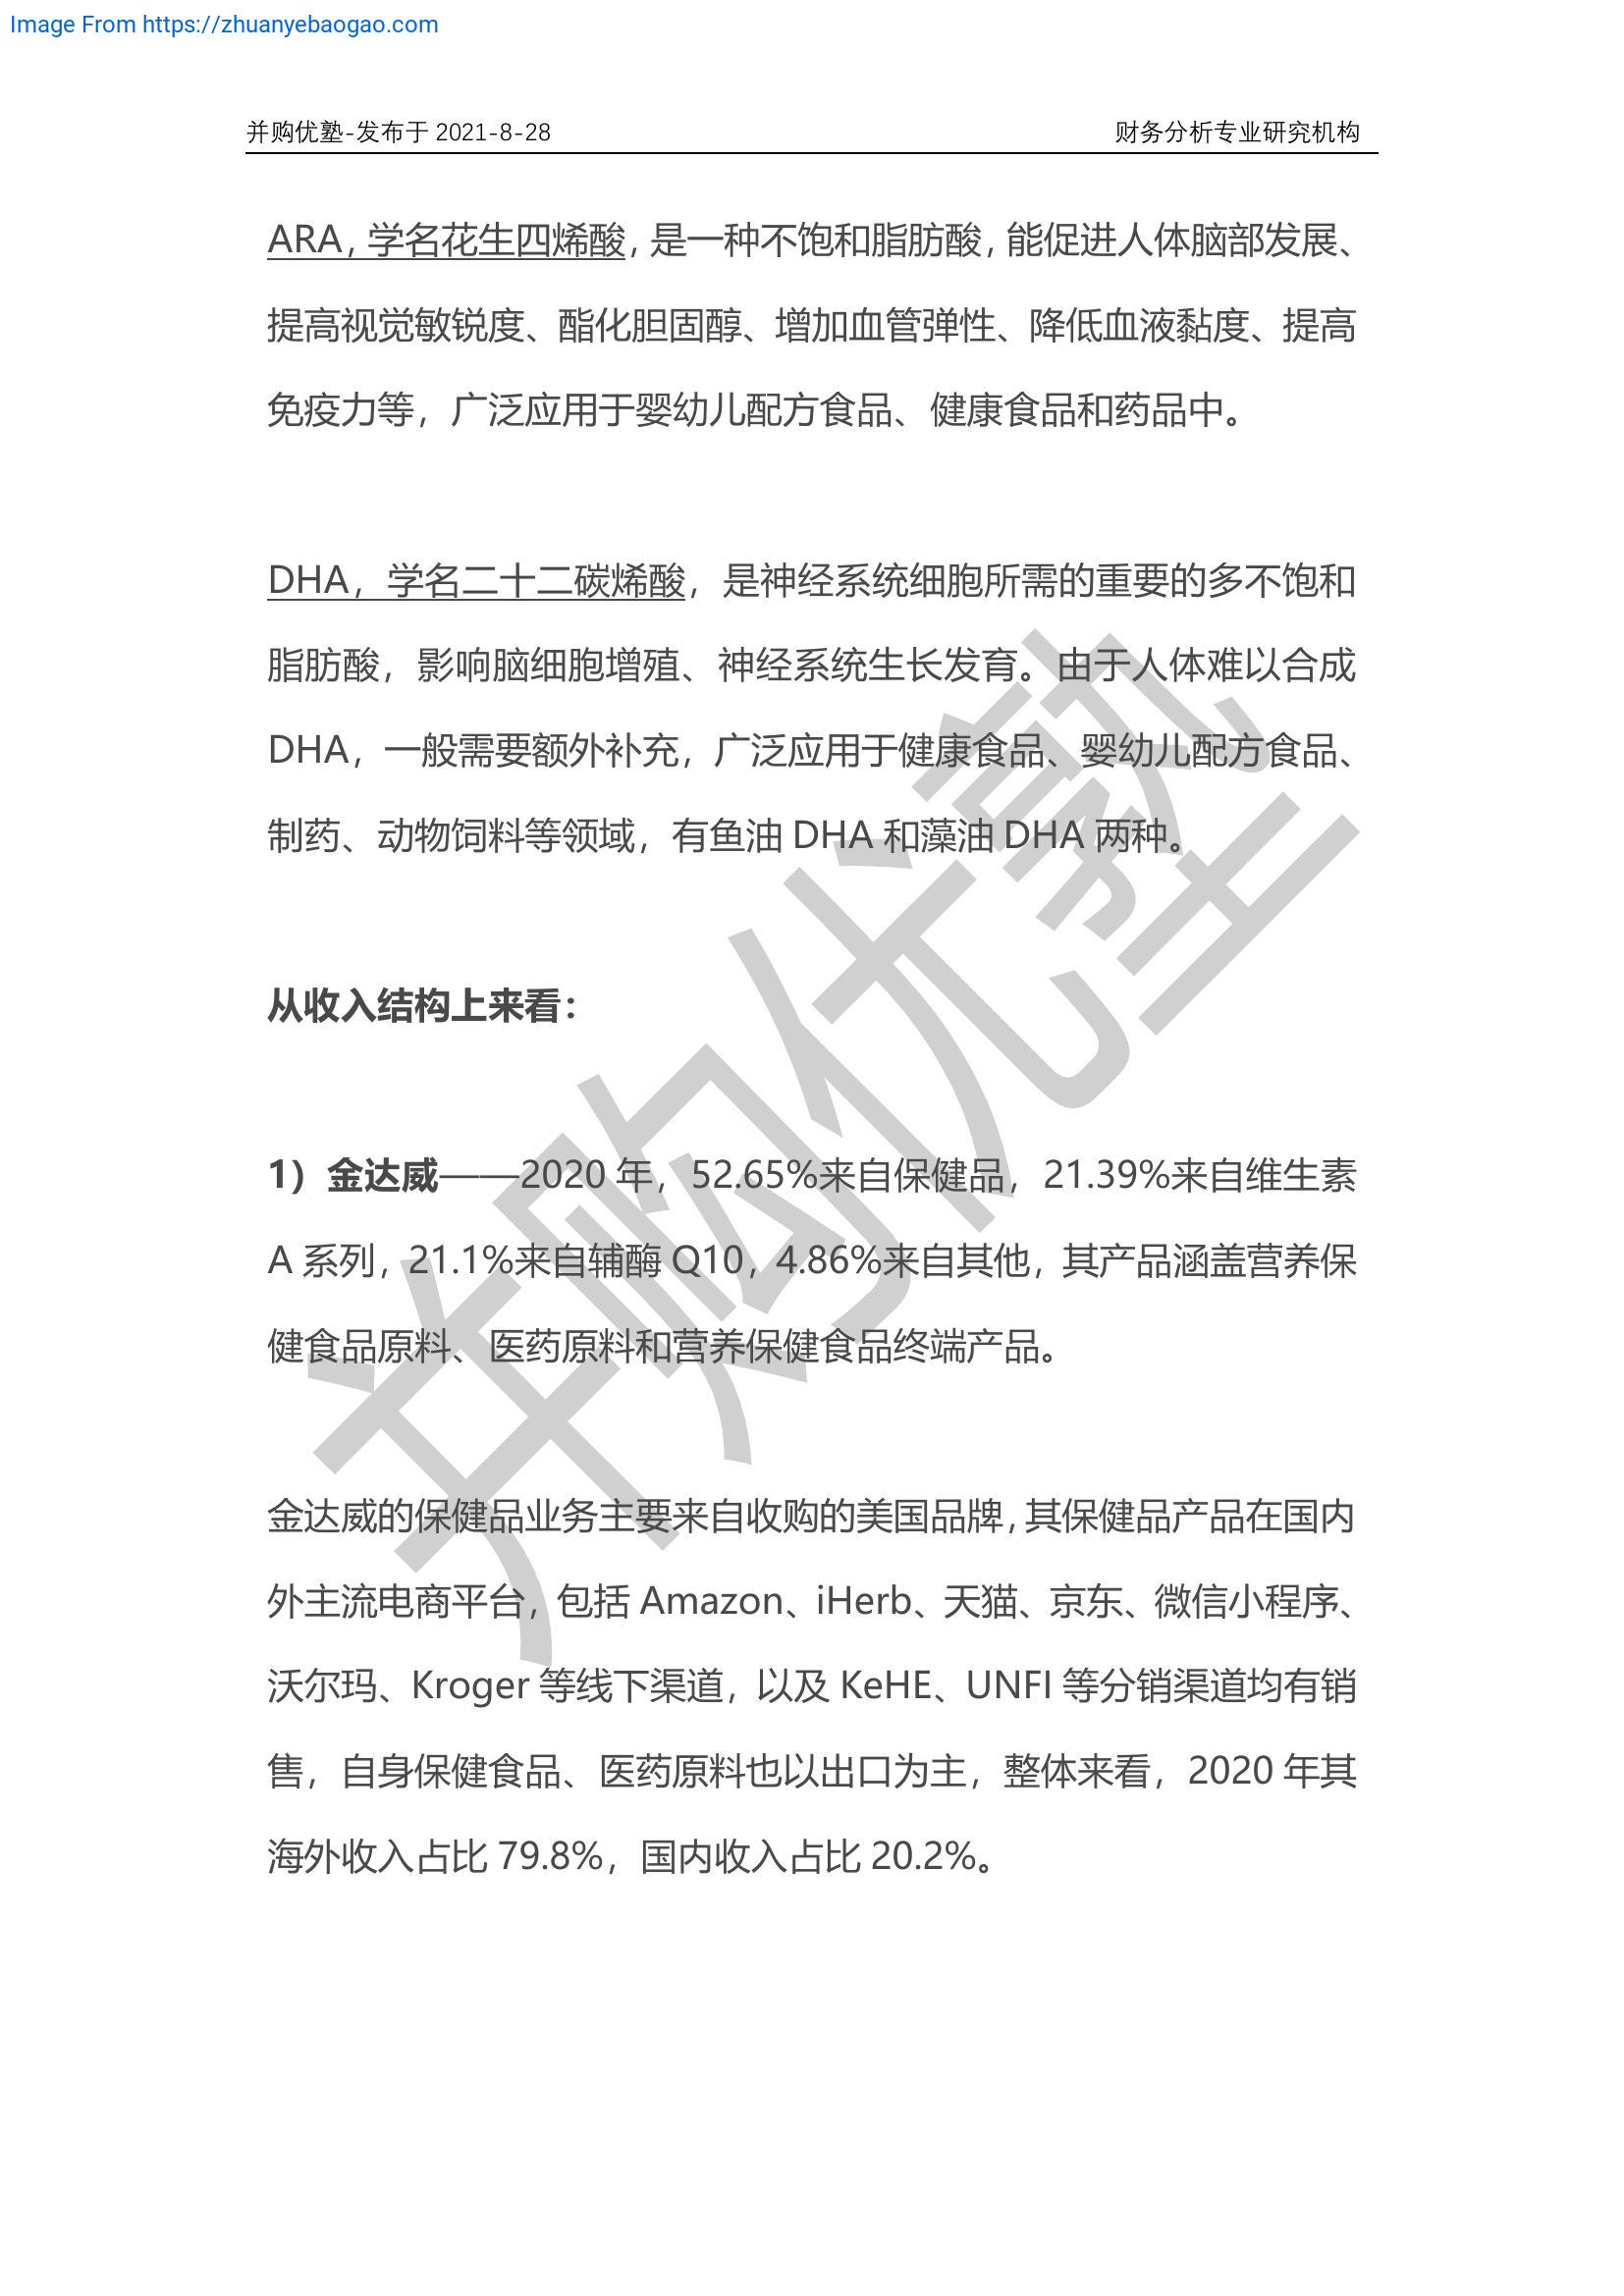 Image From https://zhuanyebaogao.com
并购优塾-发布于 2021-8-28 财务分析专业研究机构
ARA，学名花生四烯酸，是一种不饱和脂肪酸，能促进人体脑部发展、
提高视觉敏锐度、酯化胆固醇、增加血管弹性、降低血液黏度、提高
免疫力等，广泛应用于婴幼儿配方食品、健康食品和药品中。
DHA，学名二十二碳烯酸，是神经系统细胞所需的重要的多不饱和
脂肪酸，影响脑细胞增殖、神经系统生长发育。由于人体难以合成
DHA，一般需要额外补充，广泛应用于健康食品、婴幼儿配方食品、
制药、动物饲料等领域，有鱼油 DHA 和藻油 DHA 两种。
从收入结构上来看：
1）金达威——2020 年，52.65%来自保健品，21.39%来自维生素
A 系列，21.1%来自辅酶 Q10，4.86%来自其他，其产品涵盖营养保
健食品原料、医药原料和营养保健食品终端产品。
金达威的保健品业务主要来自收购的美国品牌，其保健品产品在国内
外主流电商平台，包括 Amazon、iHerb、天猫、京东、微信小程序、
沃尔玛、Kroger 等线下渠道，以及 KeHE、UNFI 等分销渠道均有销
售，自身保健食品、医药原料也以出口为主，整体来看，2020 年其
海外收入占比 79.8%，国内收入占比 20.2%。
并购优塾